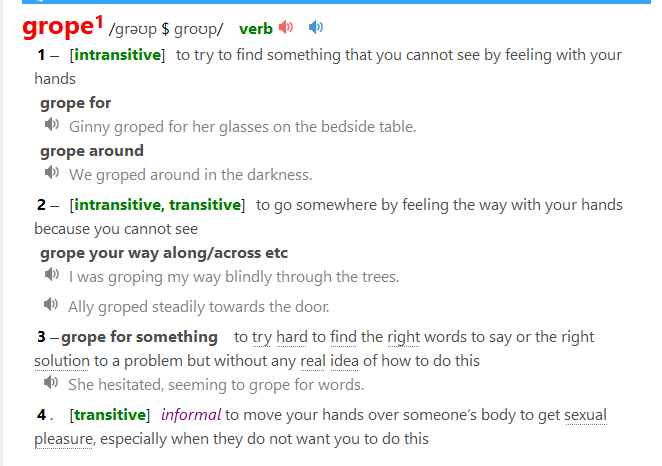 grope¹ /grəʊp $ groʊp/ verb
1 – [intransitive] to try to find something that you cannot see by feeling with your
hands
grope for
Ginny groped for her glasses on the bedside table.
grope around
We groped around in the darkness.
2 – [intransitive, transitive] to go somewhere by feeling the way with your hands
because you cannot see
grope your way along/across etc
I was groping my way blindly through the trees.
Ally groped steadily towards the door.
3 –grope for something to try hard to find the right words to say or the right
solution to a problem but without any real idea of how to do this
She hesitated, seeming to grope for words.
4 . [transitive] informal to move your hands over someone’s body to get sexual
pleasure, especially when they do not want you to do this